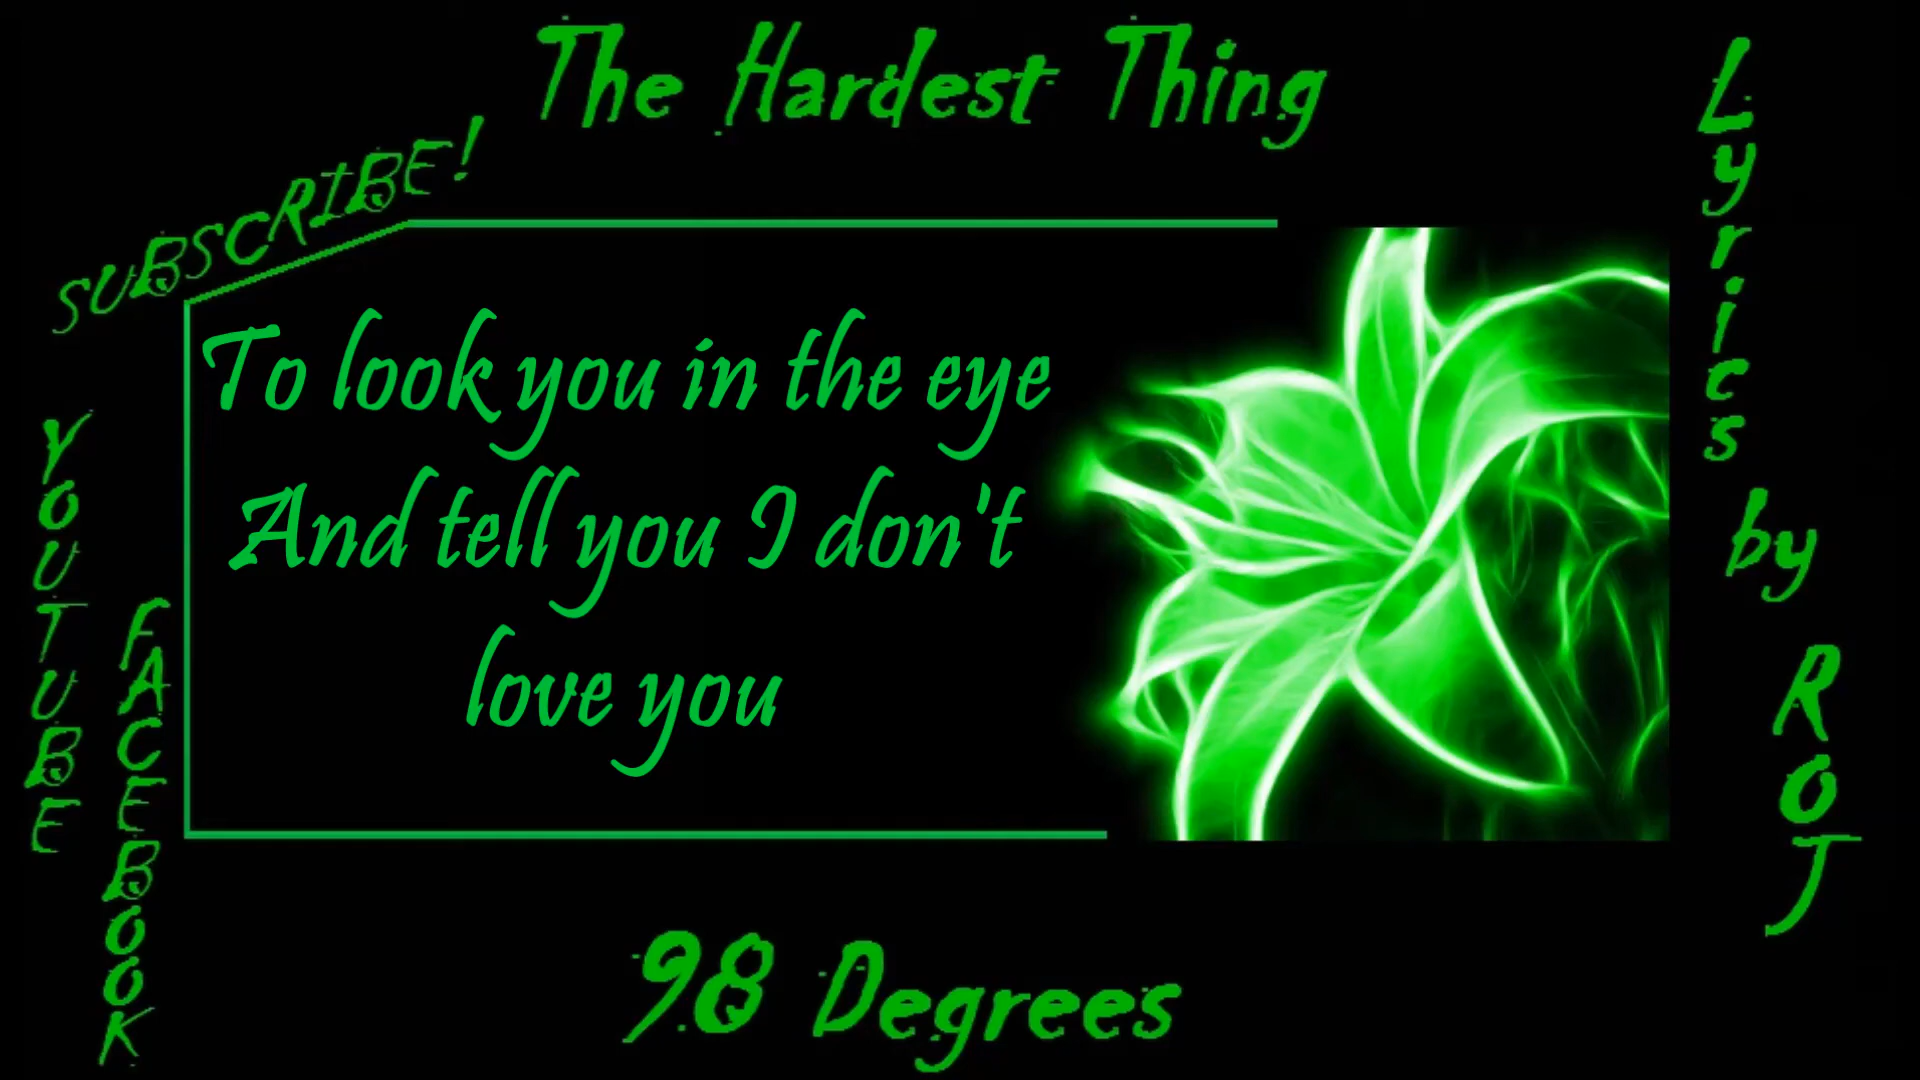 The Hardest Thing
SUBSCRIBE!
To look you in the eye
And tell you I don't
love you
YOUTUBE
FACEBOOK
Lyrics by ROJ
98 Degrees